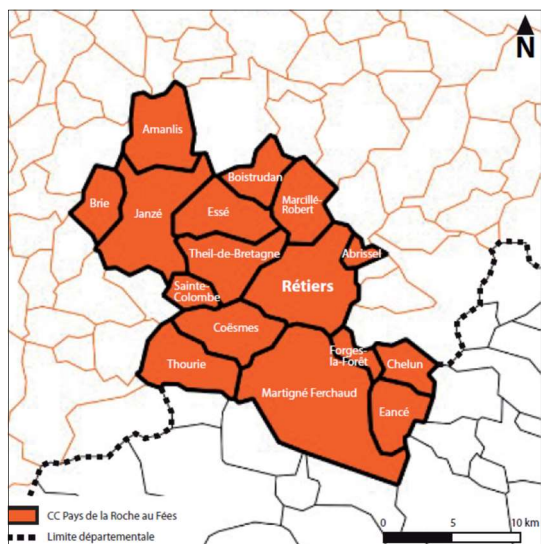 N
Amanlis
Boistrudan
Brie
Janzé
Essé
Marcillé-
Robert
Theil-de-Bretagne
Abrissel
Sainte-
Colombe
Rétiers
Coësmes
Forges-
la-Forêt
Thourie
Chelun
Martigné Ferchaud
Eancé
CC Pays de la Roche au Fées
Limite départementale
0 5 10 km